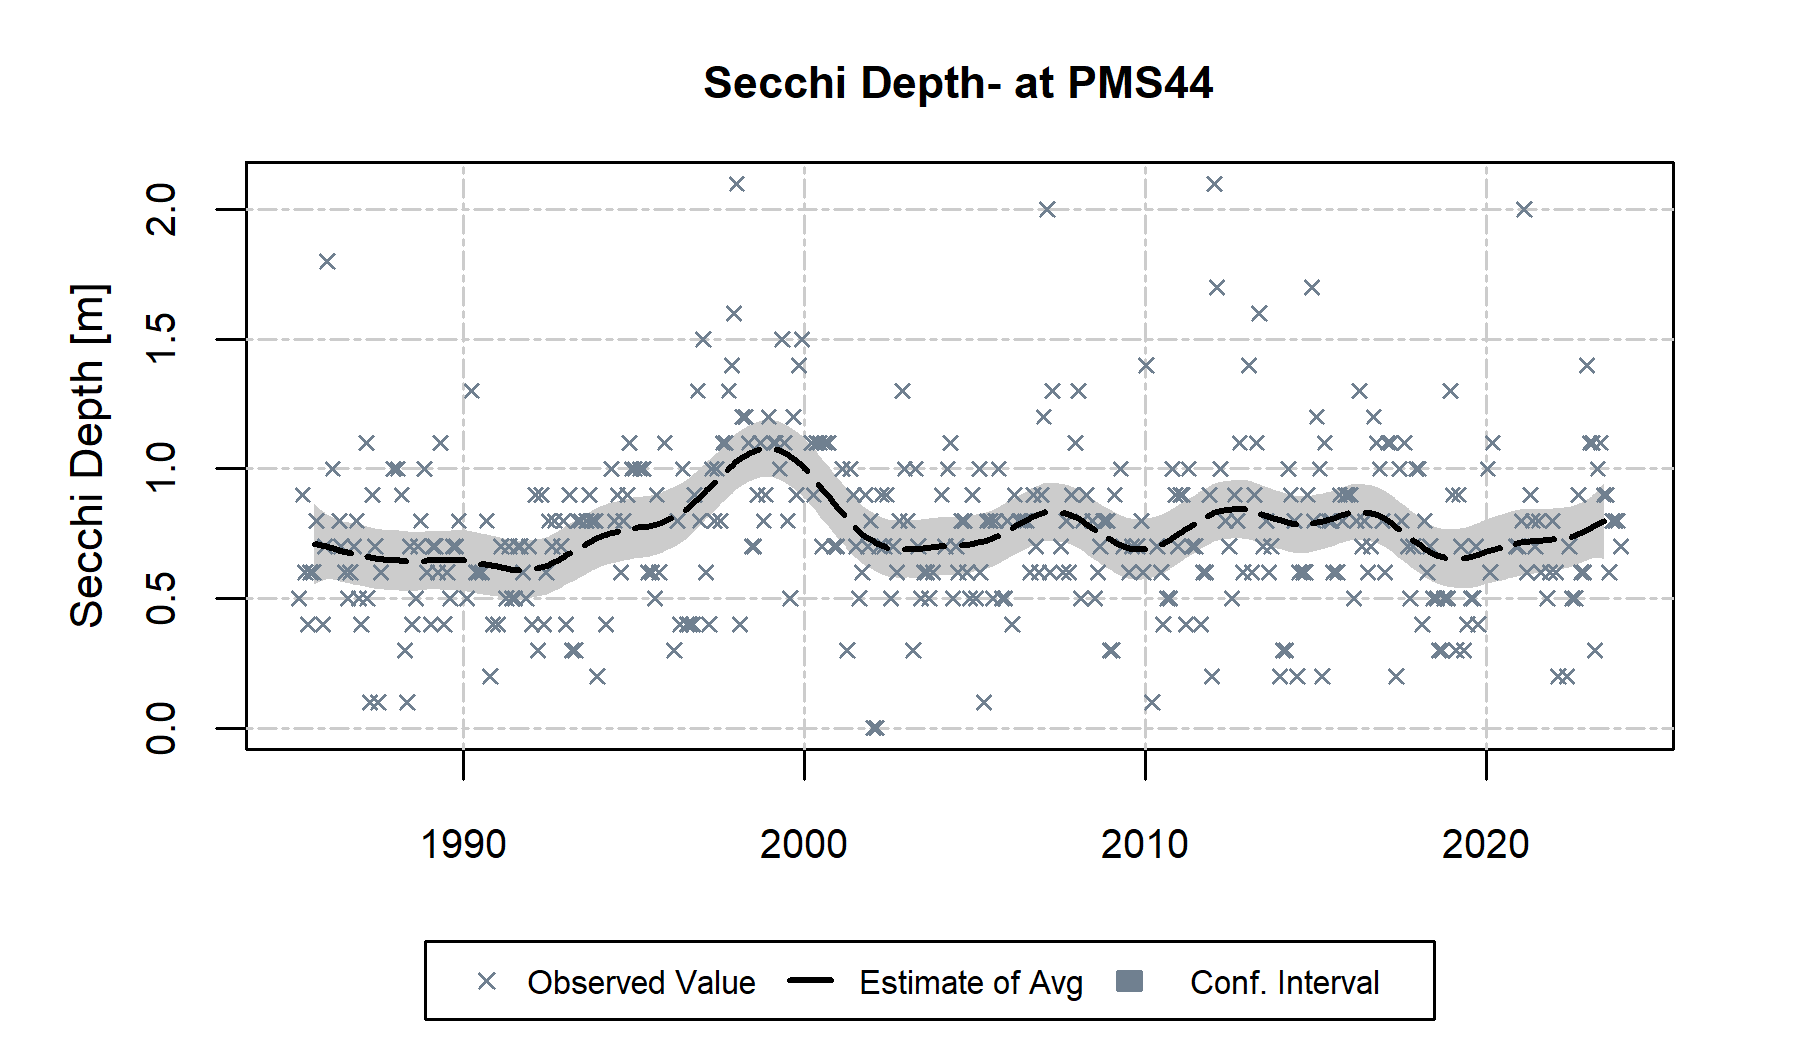 Secchi Depth- at PMS44
Secchi Depth [m]
2.0
1.5
1.0
0.5
0.0
1990 2000 2010 2020
Observed Value Estimate of Avg Conf. Interval